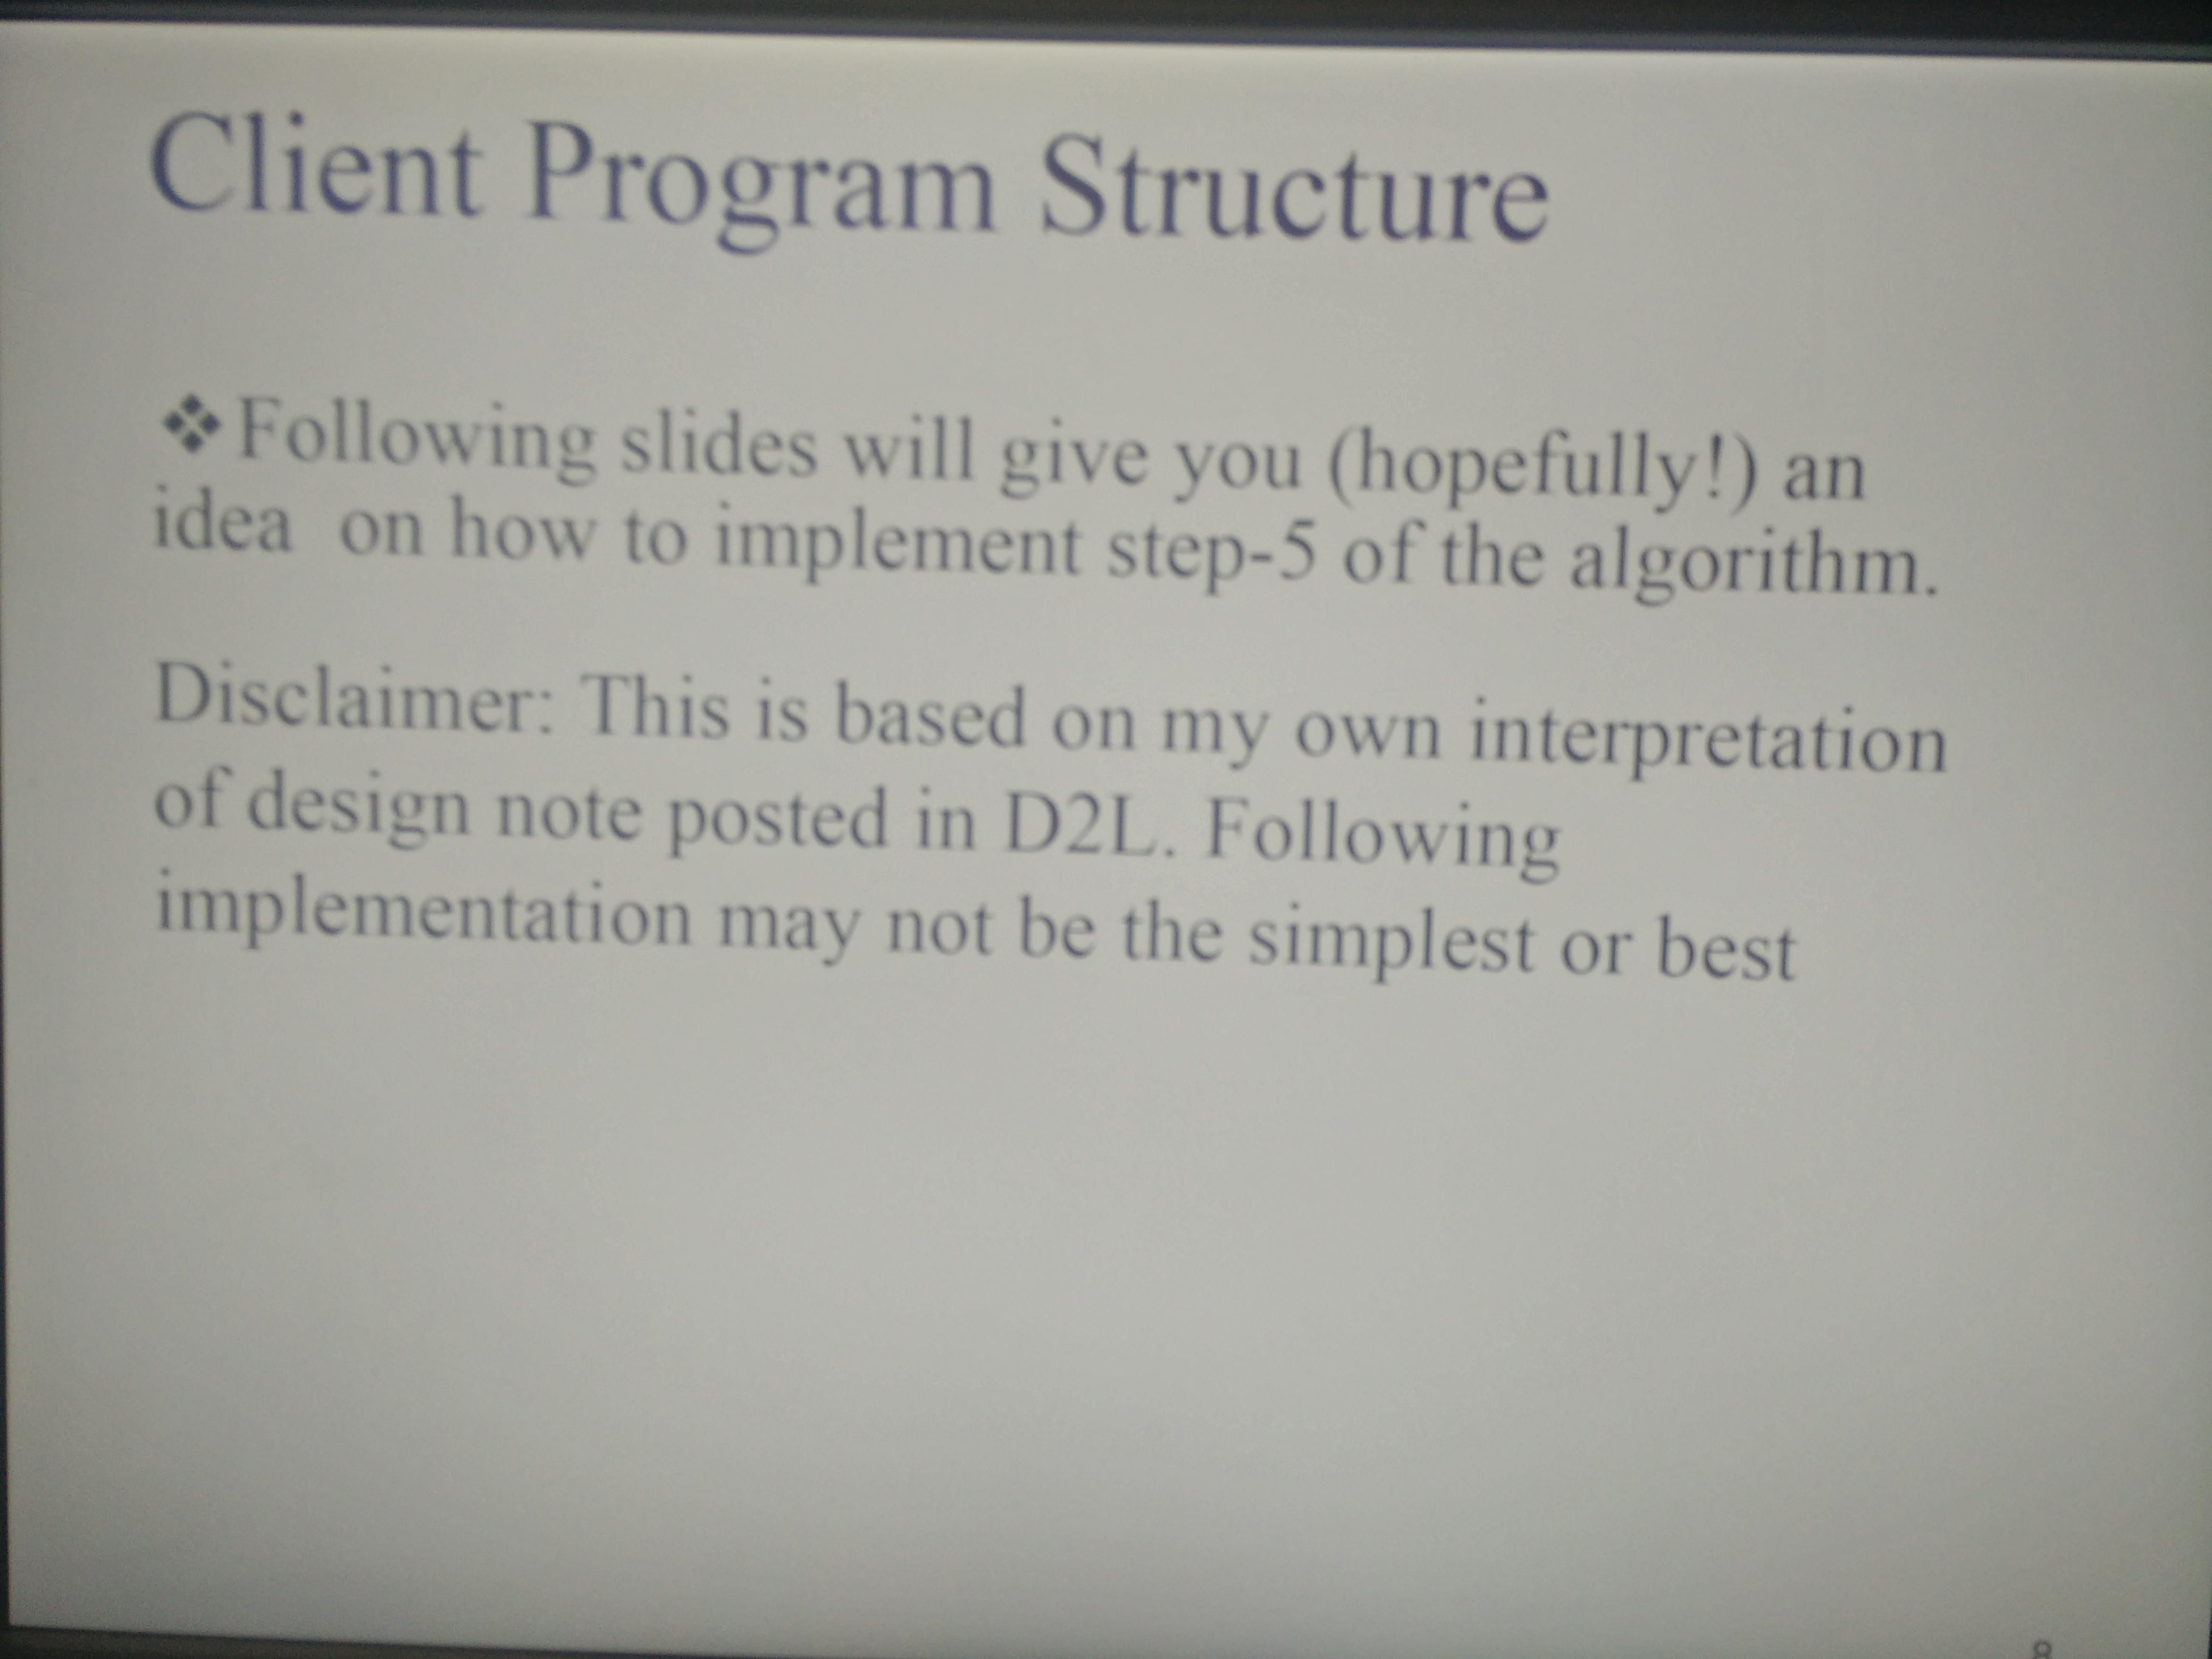 Client Program Structure
❖Following slides will give you (hopefully!) an
idea on how to implement step-5 of the algorithm.
Disclaimer: This is based on my own interpretation
of design note posted in D2L. Following
implementation may not be the simplest or best
8